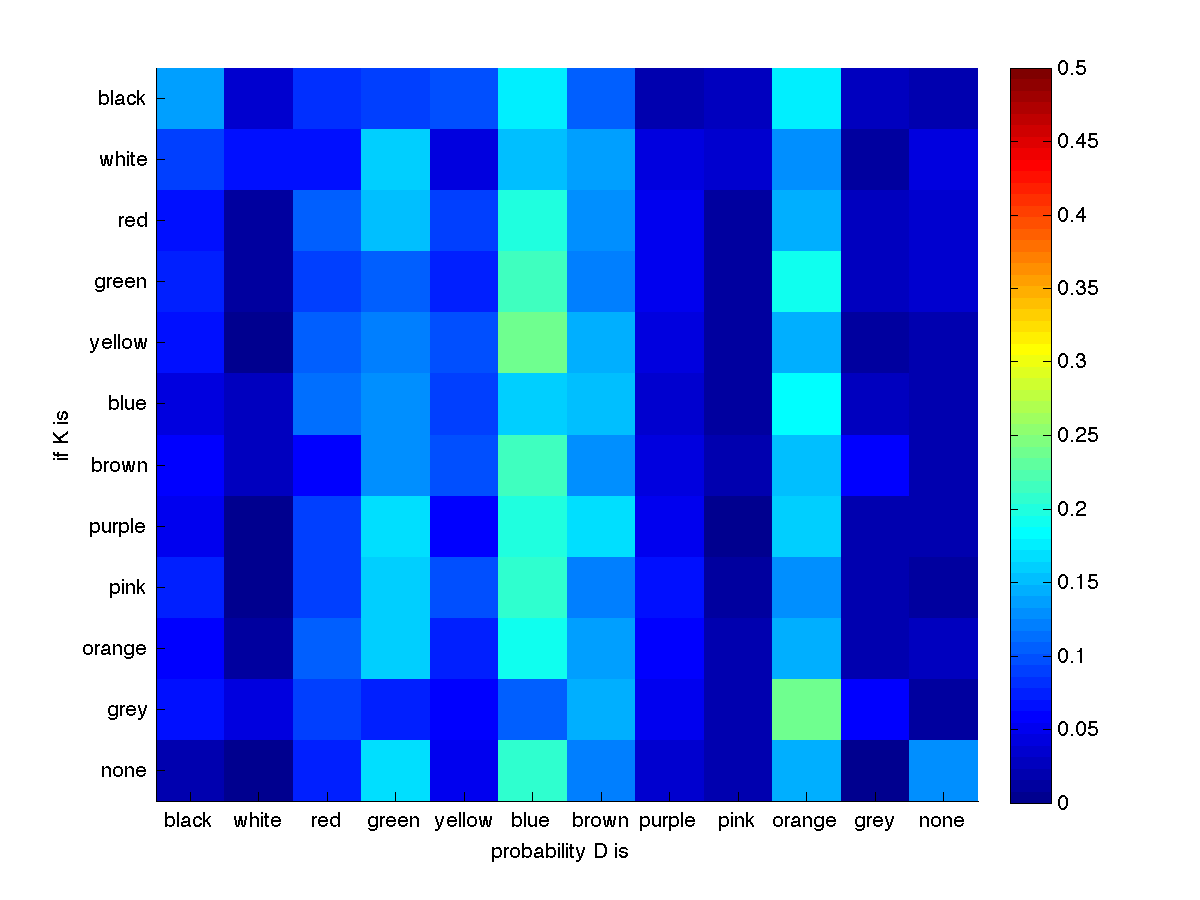 black
white
red
green
yellow
blue
brown
purple
pink
orange
grey
none
if K is
black white red green yellow blue brown purple pink orange grey none
probability D is
0.5
0.45
0.4
0.35
0.3
0.25
0.2
0.15
0.1
0.05
0